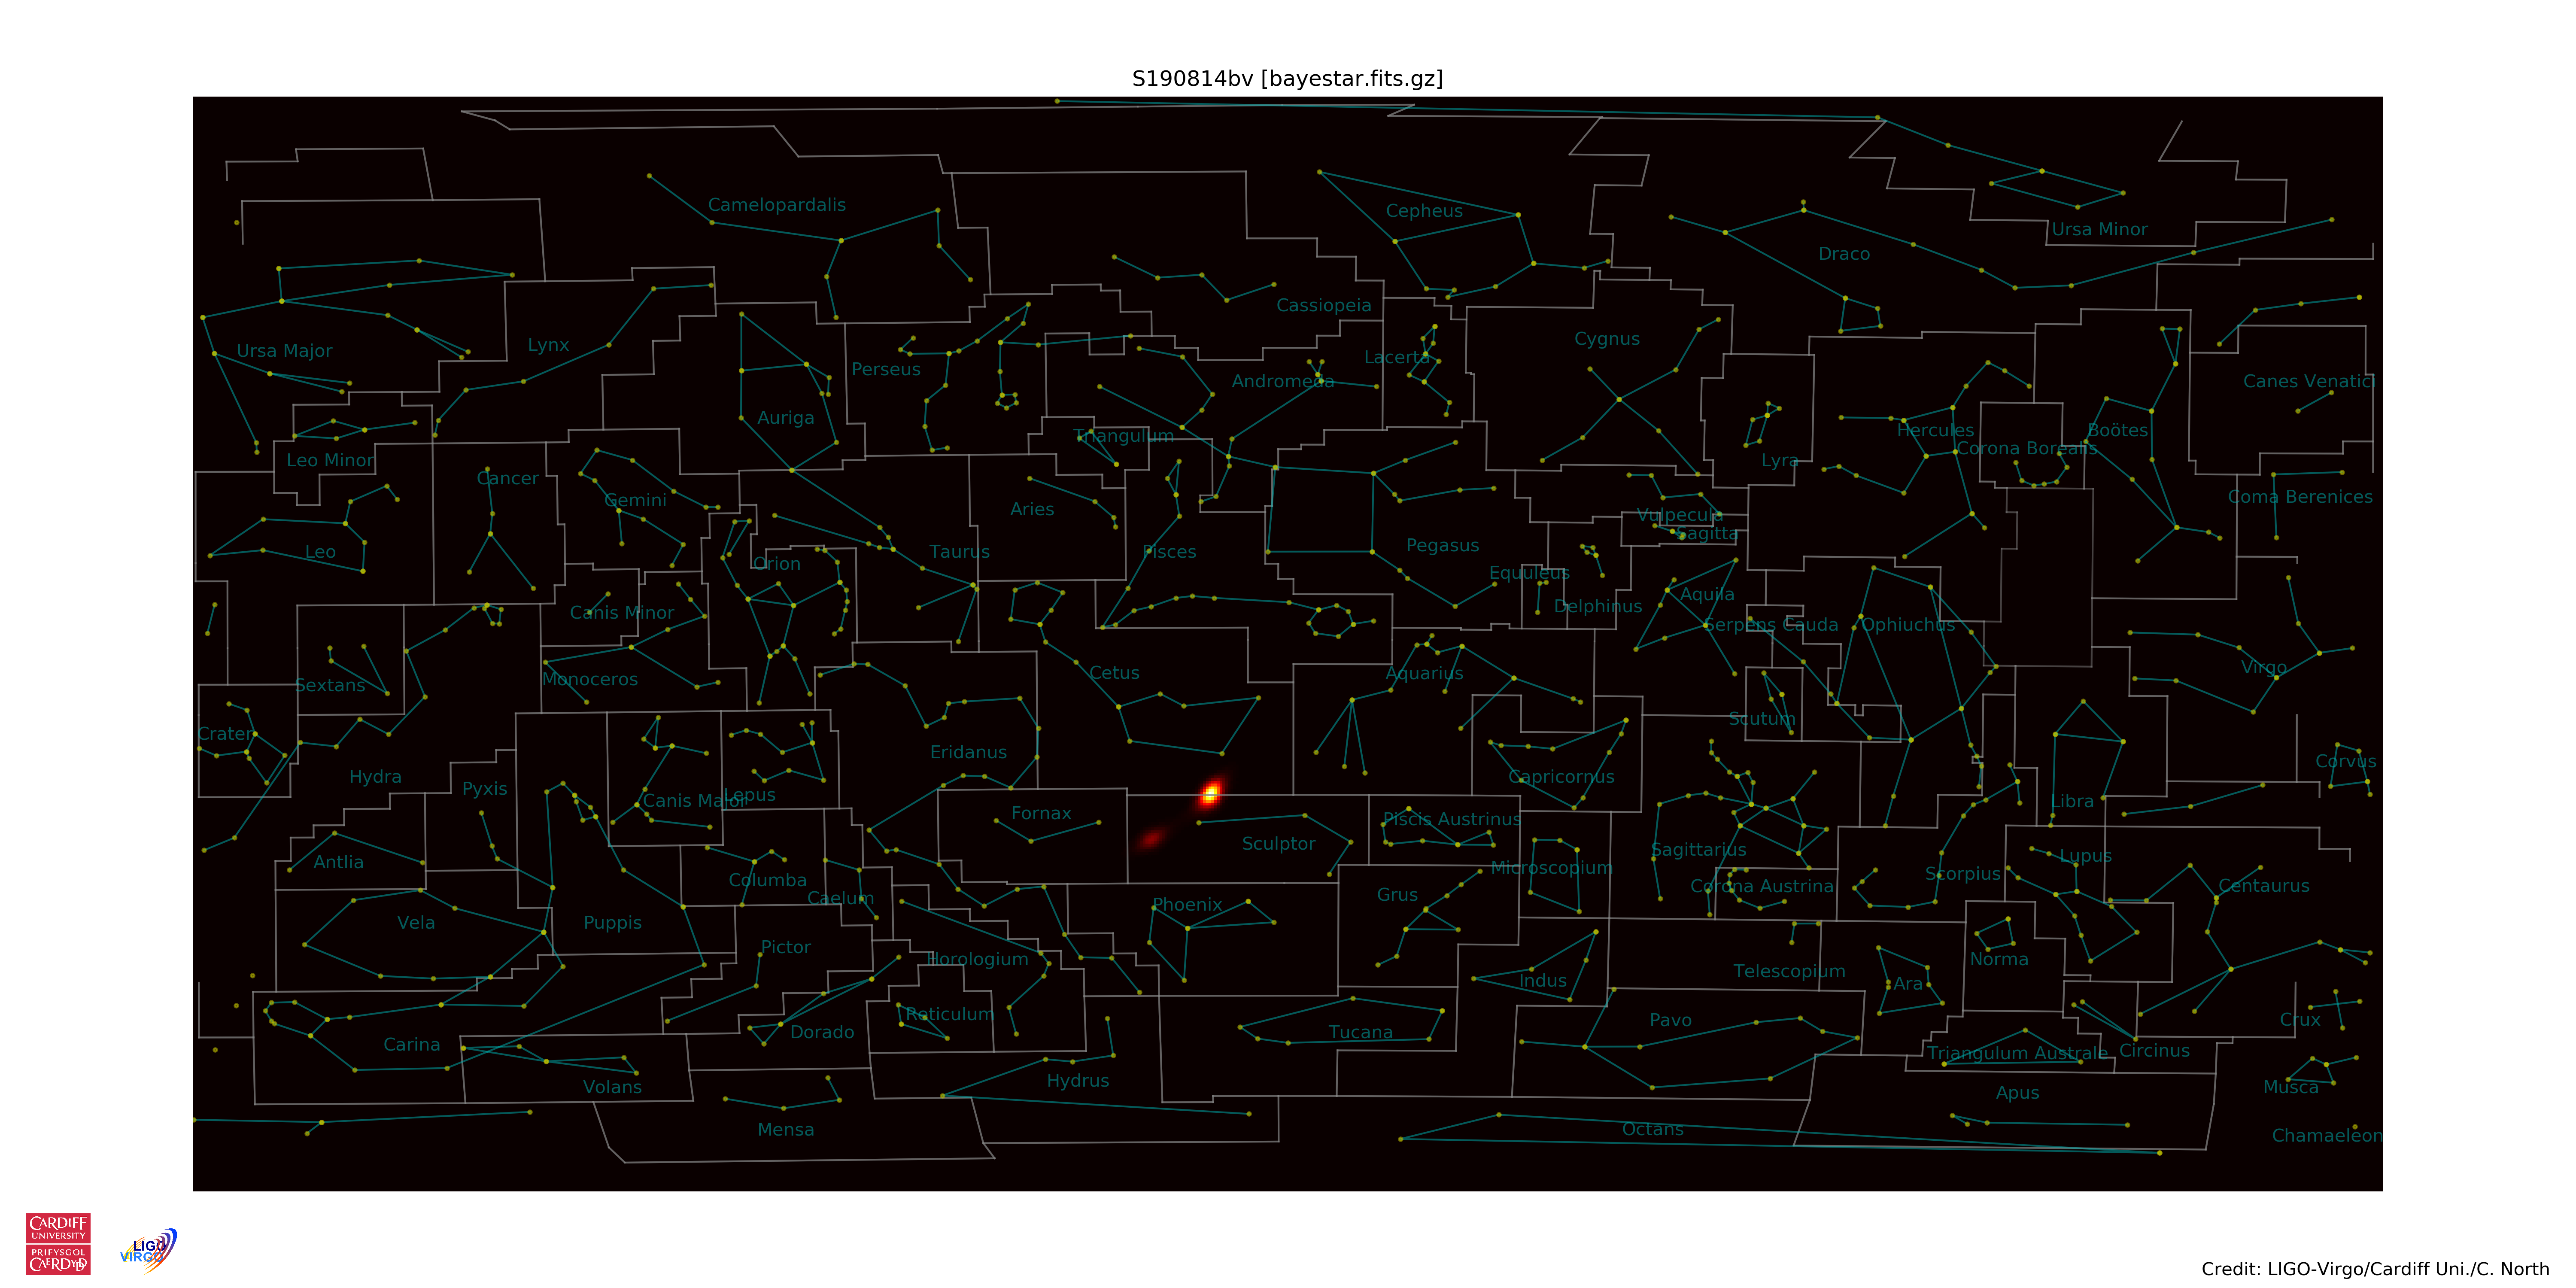 S190814bv [bayestar.fits.gz]
Camelopardalis
Cepheus
Ursa Minor
Draco
Cassiopeia
Cygnus
Ursa Major
Lynx
Lacerta
Perseus
Andromeda
Canes Venatici
Auriga
Triangulum
Hercules
Boötes
Corona Borealis
Leo Minor
Lyra
Cancer
Gemini
Coma Berenices
Aries
Vulpecula
Sagitta
Leo
Taurus
Pisces
Pegasus
Orion
Equuleus
Aquila
Delphinus
Canis Minor
Serpens Cauda
Ophiuchus
Virgo
Cetus
Aquarius
Monoceros
Sextans
Scutum
Crater
Eridanus
Corvus
Hydra
Capricornus
Pyxis
Lepus
Canis Major
Libra
Fornax
Piscis Austrinus
Sculptor
Sagittarius
Lupus
Antlia
Microscopium
Scorpius
Columba
Corona Austrina
Centaurus
Grus
Caelum
Phoenix
Vela
Puppis
Pictor
Horologium
Norma
Telescopium
Indus
Ara
Reticulum
Pavo
Crux
Dorado
Tucana
Carina
Circinus
Triangulum Australe
Hydrus
Volans
Musca
Apus
Mensa
Octans
Chamaeleon
CARDIFF
UNIVERSITY
PRIFYSGOL
CAERDYDD
LIGO
VIRGO
Credit: LIGO-Virgo/Cardiff Uni./C. North